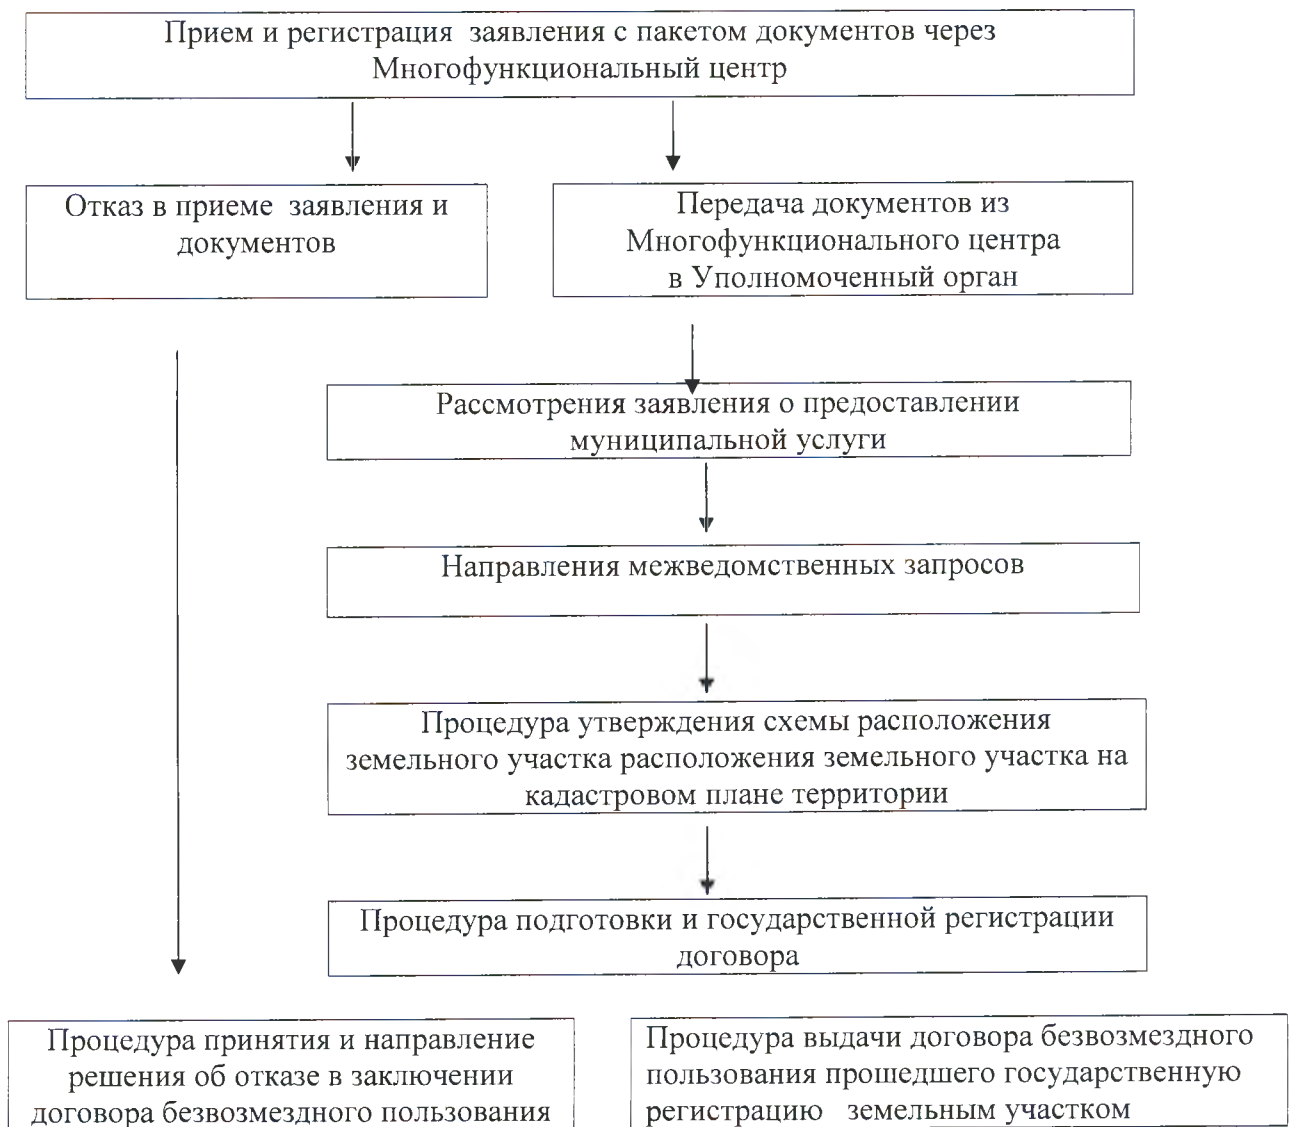 Прием и регистрация заявления с пакетом документов через
Многофункциональный центр
Отказ в приеме заявления и
документов
Передача документов из
Многофункционального центра
в Уполномоченный орган
Рассмотрения заявления о предоставлении
муниципальной услуги
Направления межведомственных запросов
Процедура утверждения схемы расположения
земельного участка расположения земельного участка на
кадастровом плане территории
Процедура подготовки и государственной регистрации
договора
Процедура принятия и направление
решения об отказе в заключении
договора безвозмездного пользования
Процедура выдачи договора безвозмездного
пользования прошедшего государственную
регистрацию земельным участком